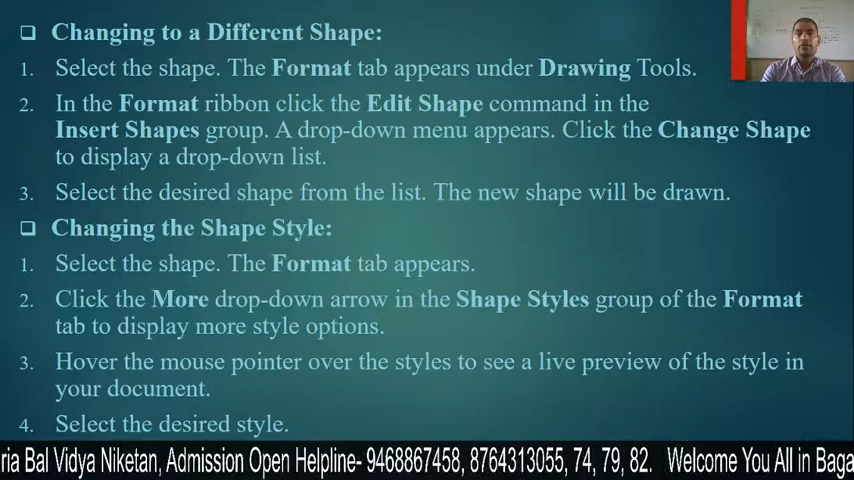 Changing to a Different Shape:
1. Select the shape. The Format tab appears under Drawing Tools.
2. In the Format ribbon click the Edit Shape command in the
Insert Shapes group. A drop-down menu appears. Click the Change Shape
to display a drop-down list.
3. Select the desired shape from the list. The new shape will be drawn.
Changing the Shape Style:
1. Select the shape. The Format tab appears.
2. Click the More drop-down arrow in the Shape Styles group of the Format
tab to display more style options.
3. Hover the mouse pointer over the styles to see a live preview of the style in
your document.
4. Select the desired style.
ria Bal Vidya Niketan, Admission Open Helpline- 9468867458, 8764313055, 74, 79, 82. Welcome You All in Baga